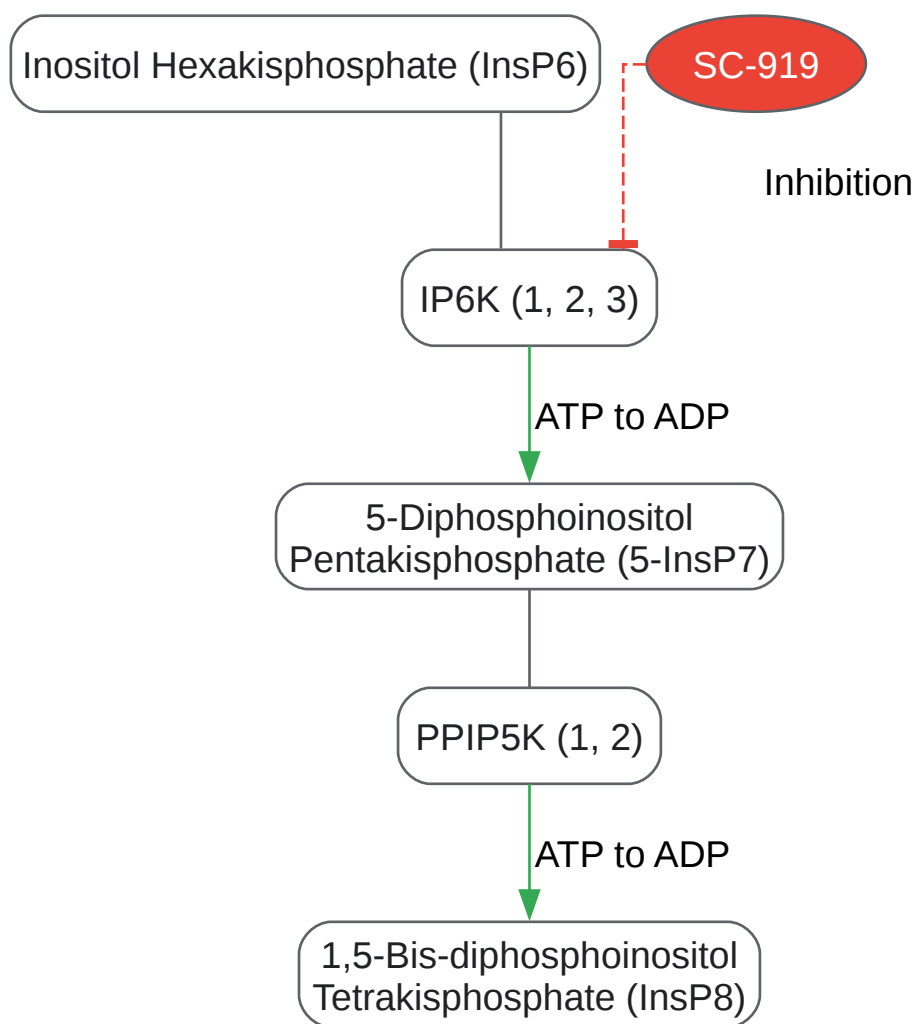 Inositol Hexakisphosphate (InsP6)
SC-919
Inhibition
IP6K (1, 2, 3)
ATP to ADP
5-Diphosphoinositol
Pentakisphosphate (5-InsP7)
PPIP5K (1, 2)
ATP to ADP
1,5-Bis-diphosphoinositol
Tetrakisphosphate (InsP8)